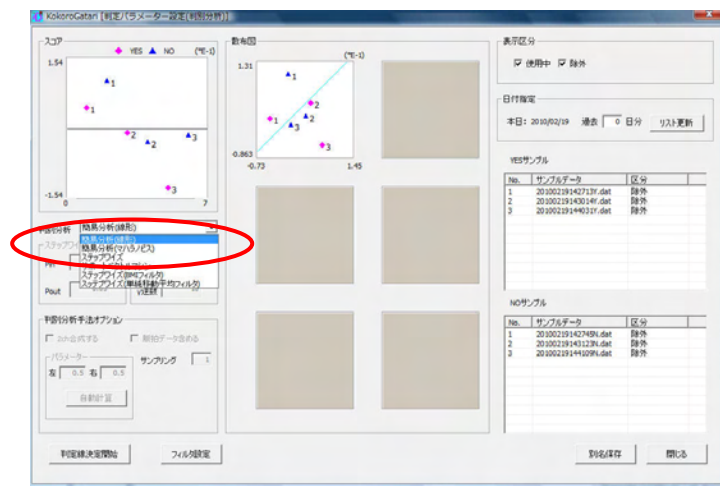 KokoroGatari [判定パラメーター設定(判別分析)]
スコア
YES NO (*E-1)
1.54
1
1
2
2
3
3
-1.54
0 7
散布図
(*E-1)
1.31
1
2
1
2
3
3
-0.863
-0.73 1.45
判別分析 簡易分析(線形)
簡易分析(線形)
簡易分析(マハラノビス)
ステップワイズ
ステップワイズ(BMIフィルタ)
ステップワイズ(単純移動平均フィルタ)
Pout
判別分析手法オプション
2ch合成する 開始データ含める
パラメーター
左 0.5 右 0.5
サンプリング 1
自動計算
判定線決定開始
フィルタ設定
表示区分
使用中 除外
日付指定
本日: 2010/02/19 過去 0 日分 リスト更新
YESサンプル
No. サンプルデータ 区分
1 20100219142713Y.dat 除外
2 20100219143014Y.dat 除外
3 20100219144031Y.dat 除外
NOサンプル
No. サンプルデータ 区分
1 20100219142745N.dat 除外
2 20100219143123N.dat 除外
3 20100219144109N.dat 除外
別名保存
閉じる